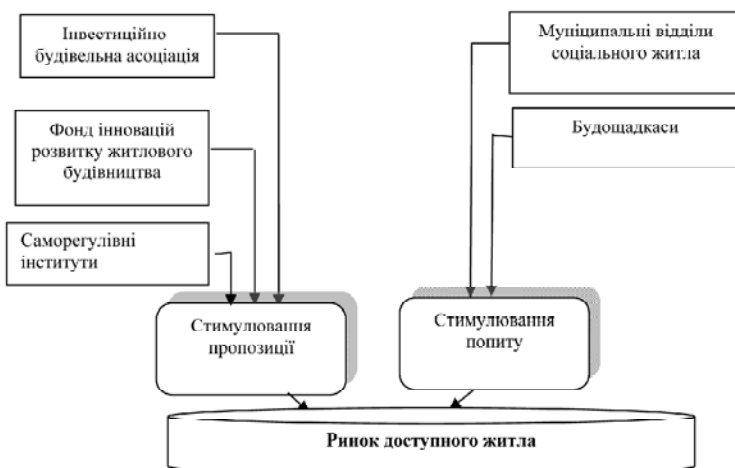 Інвестиційно
будівельна асоціація
Фонд інновацій
розвитку житлового
будівництва
Саморегулівні
інститути
Муніципальні відділи
соціального житла
Будощадкаси
Стимулювання
пропозиції
Стимулювання
попиту
Ринок доступного житла